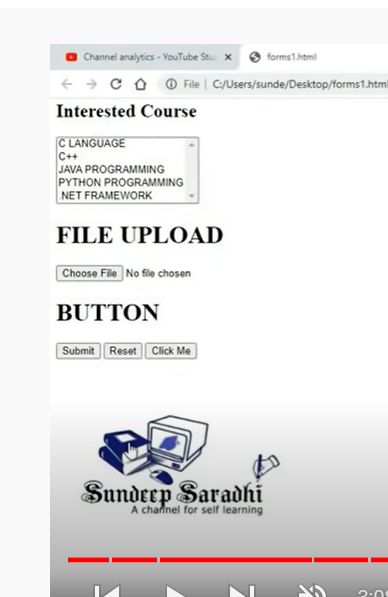 Channel analytics - YouTube Stu
forms1.html
File | C:/Users/sunde/Desktop/forms1.html
Interested Course
C LANGUAGE
C++
JAVA PROGRAMMING
PYTHON PROGRAMMING
.NET FRAMEWORK
FILE UPLOAD
Choose File No file chosen
BUTTON
Submit Reset Click Me
Sundeep Saradhi
A channel for self learning